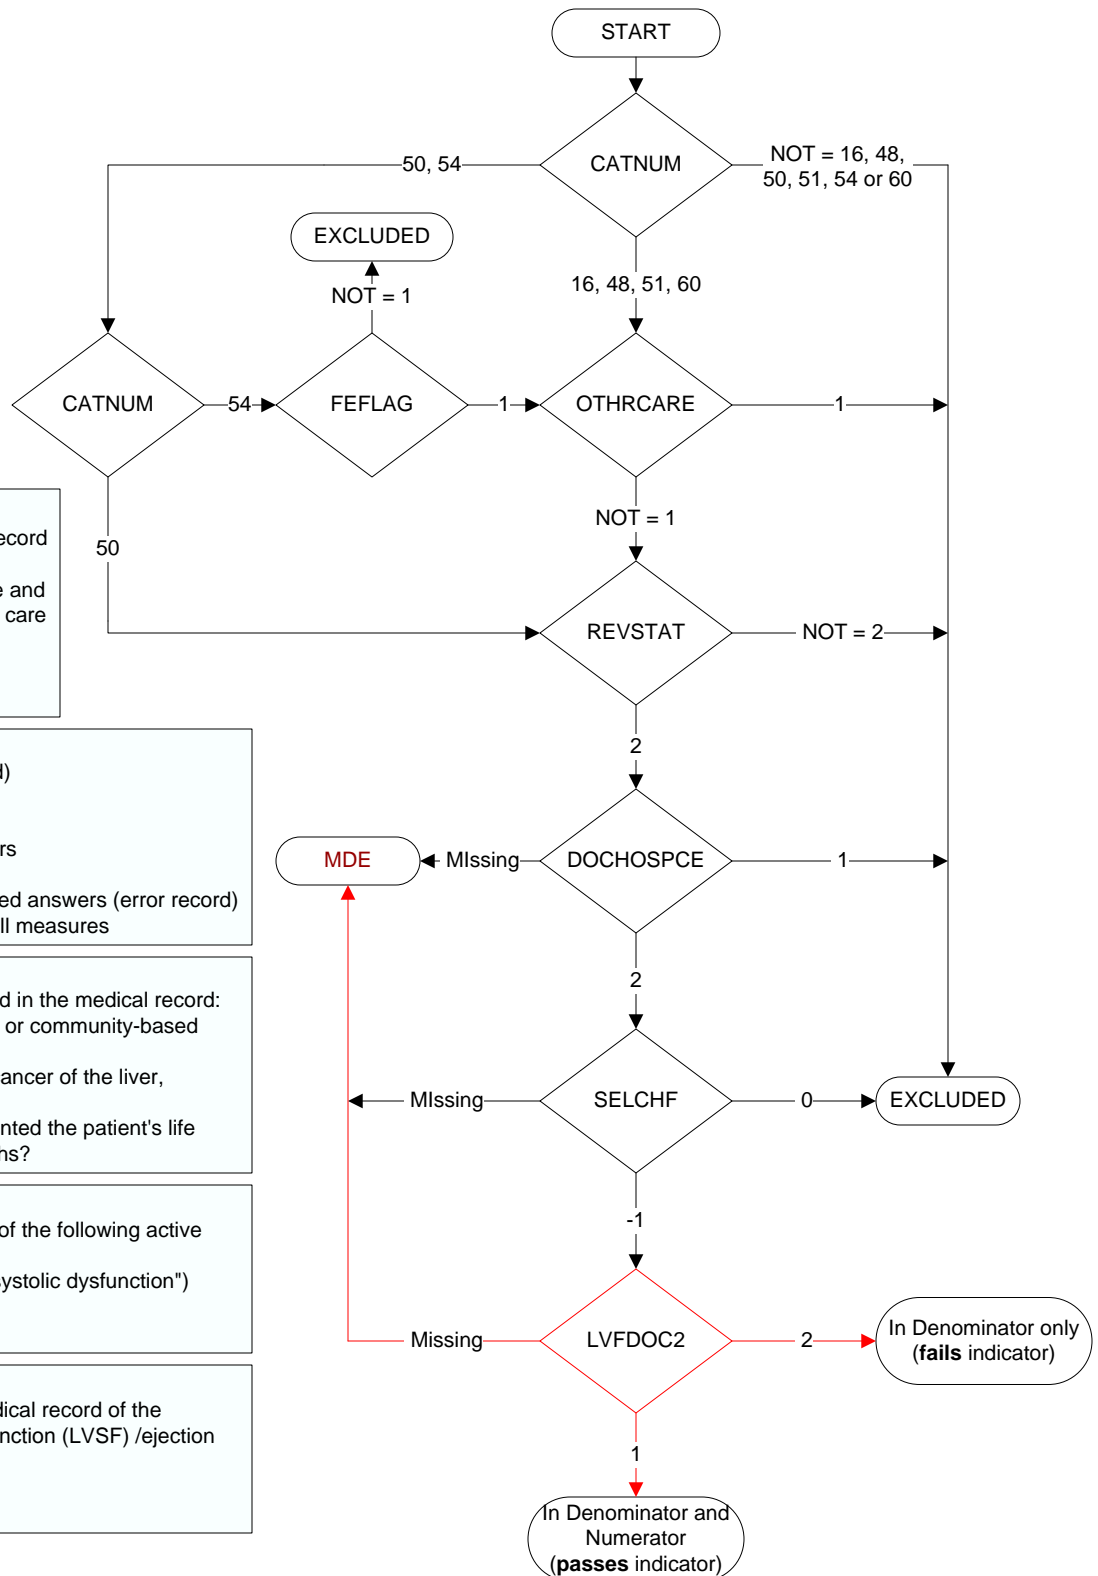 START
CATNUM
50, 54
NOT = 16, 48,
50, 51, 54 or 60
EXCLUDED
NOT = 1
16, 48, 51, 60
CATNUM
54
FEFLAG
1
OTHRCARE
1
50
NOT = 1
REVSTAT
NOT = 2
2
DOCHOSPCE
MIssing
MDE
1
2
SELCHF
MIssing
0
EXCLUDED
-1
LVFDOC2
Missing
2
In Denominator only
(fails indicator)
1
In Denominator and
Numerator
(passes indicator)
ecord
e and
care
)
rs
ed answers (error record)
ll measures
d in the medical record:
or community-based
ancer of the liver,
nted the patient's life
hs?
of the following active
systolic dysfunction")
dical record of the
nction (LVSF) /ejection